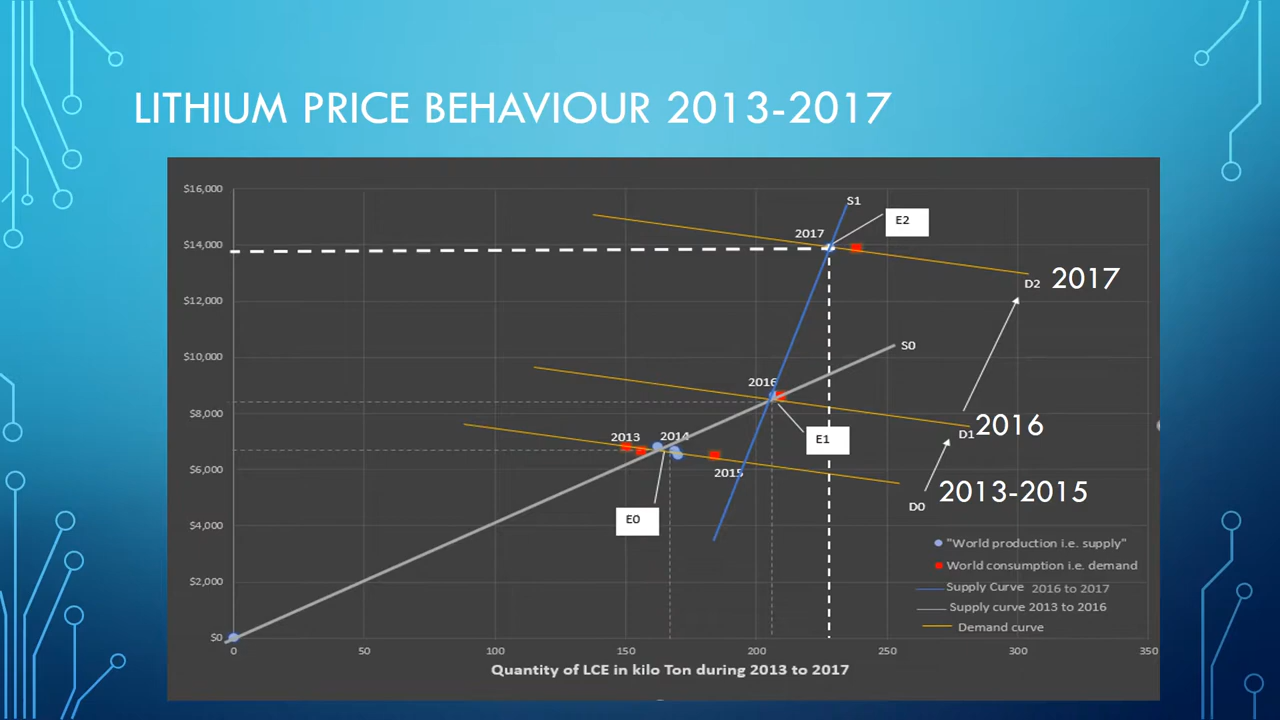 LITHIUM PRICE BEHAVIOUR 2013-2017
$16,000
S1
E2
2017
$14,000
D2 2017
$12,000
$10,000
S0
2016
$8,000
D1 2016
E1
2013 2014
$6,000
2015
2013-2015
D0
E0
$4,000
"World production i.e. supply"
World consumption i.e. demand
$2,000
Supply Curve 2016 to 2017
Supply curve 2013 to 2016
Demand curve
$0
0 50 100 150 200 250 300 350
Quantity of LCE in kilo Ton during 2013 to 2017